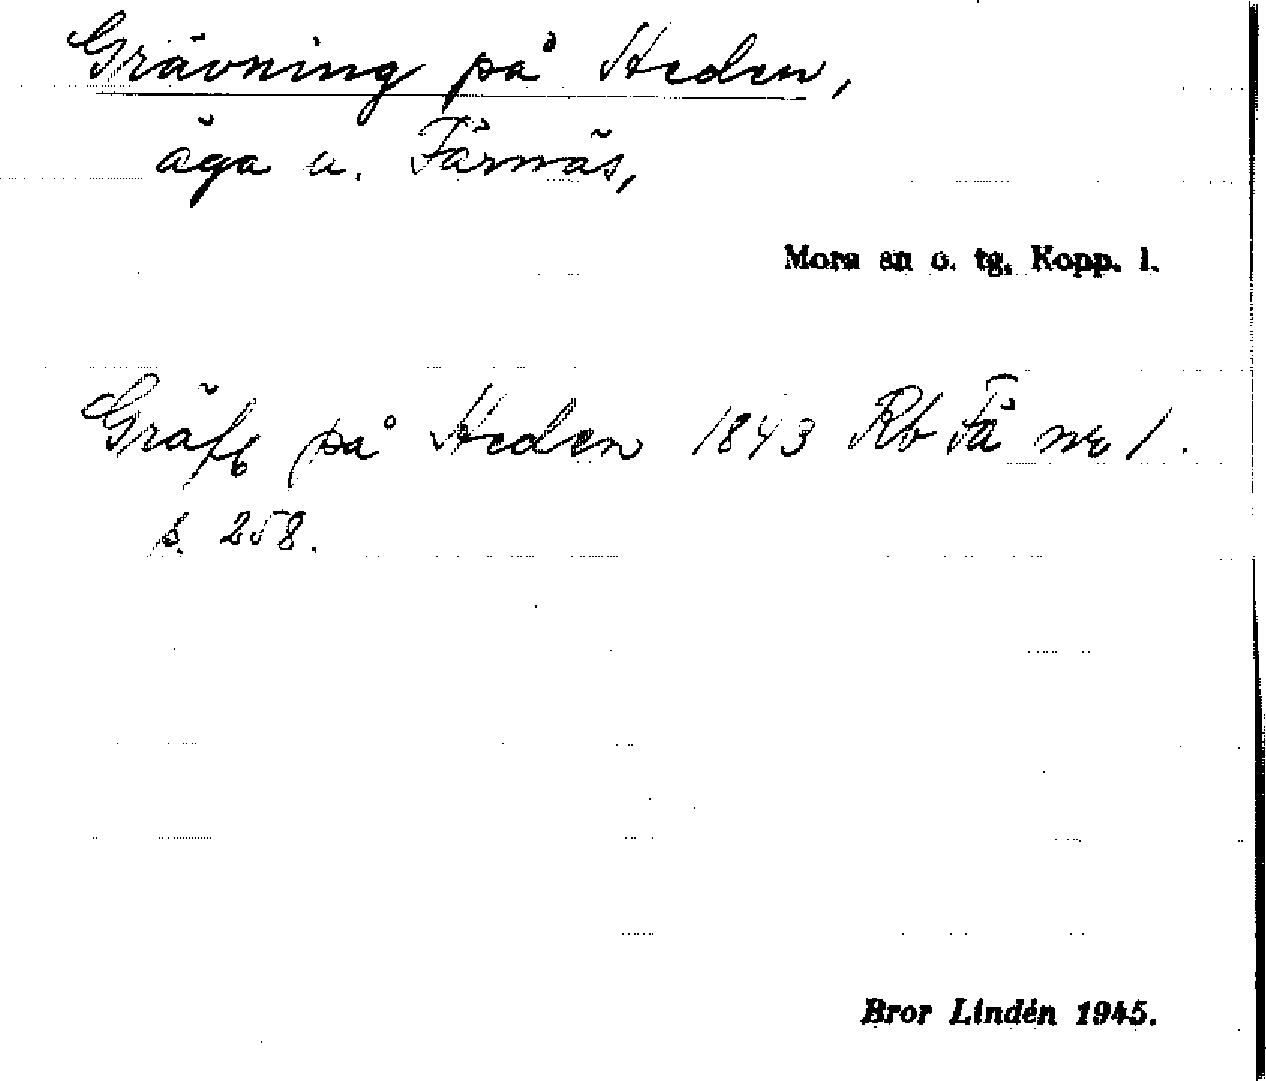 Grävning på Heden,
äga u. Färnäs,
Mora sn o. tg. Kopp. l.
Gräfg på Heden 1843 Rb Fä nr 1.
s. 258.
Bror Lindén 1945.